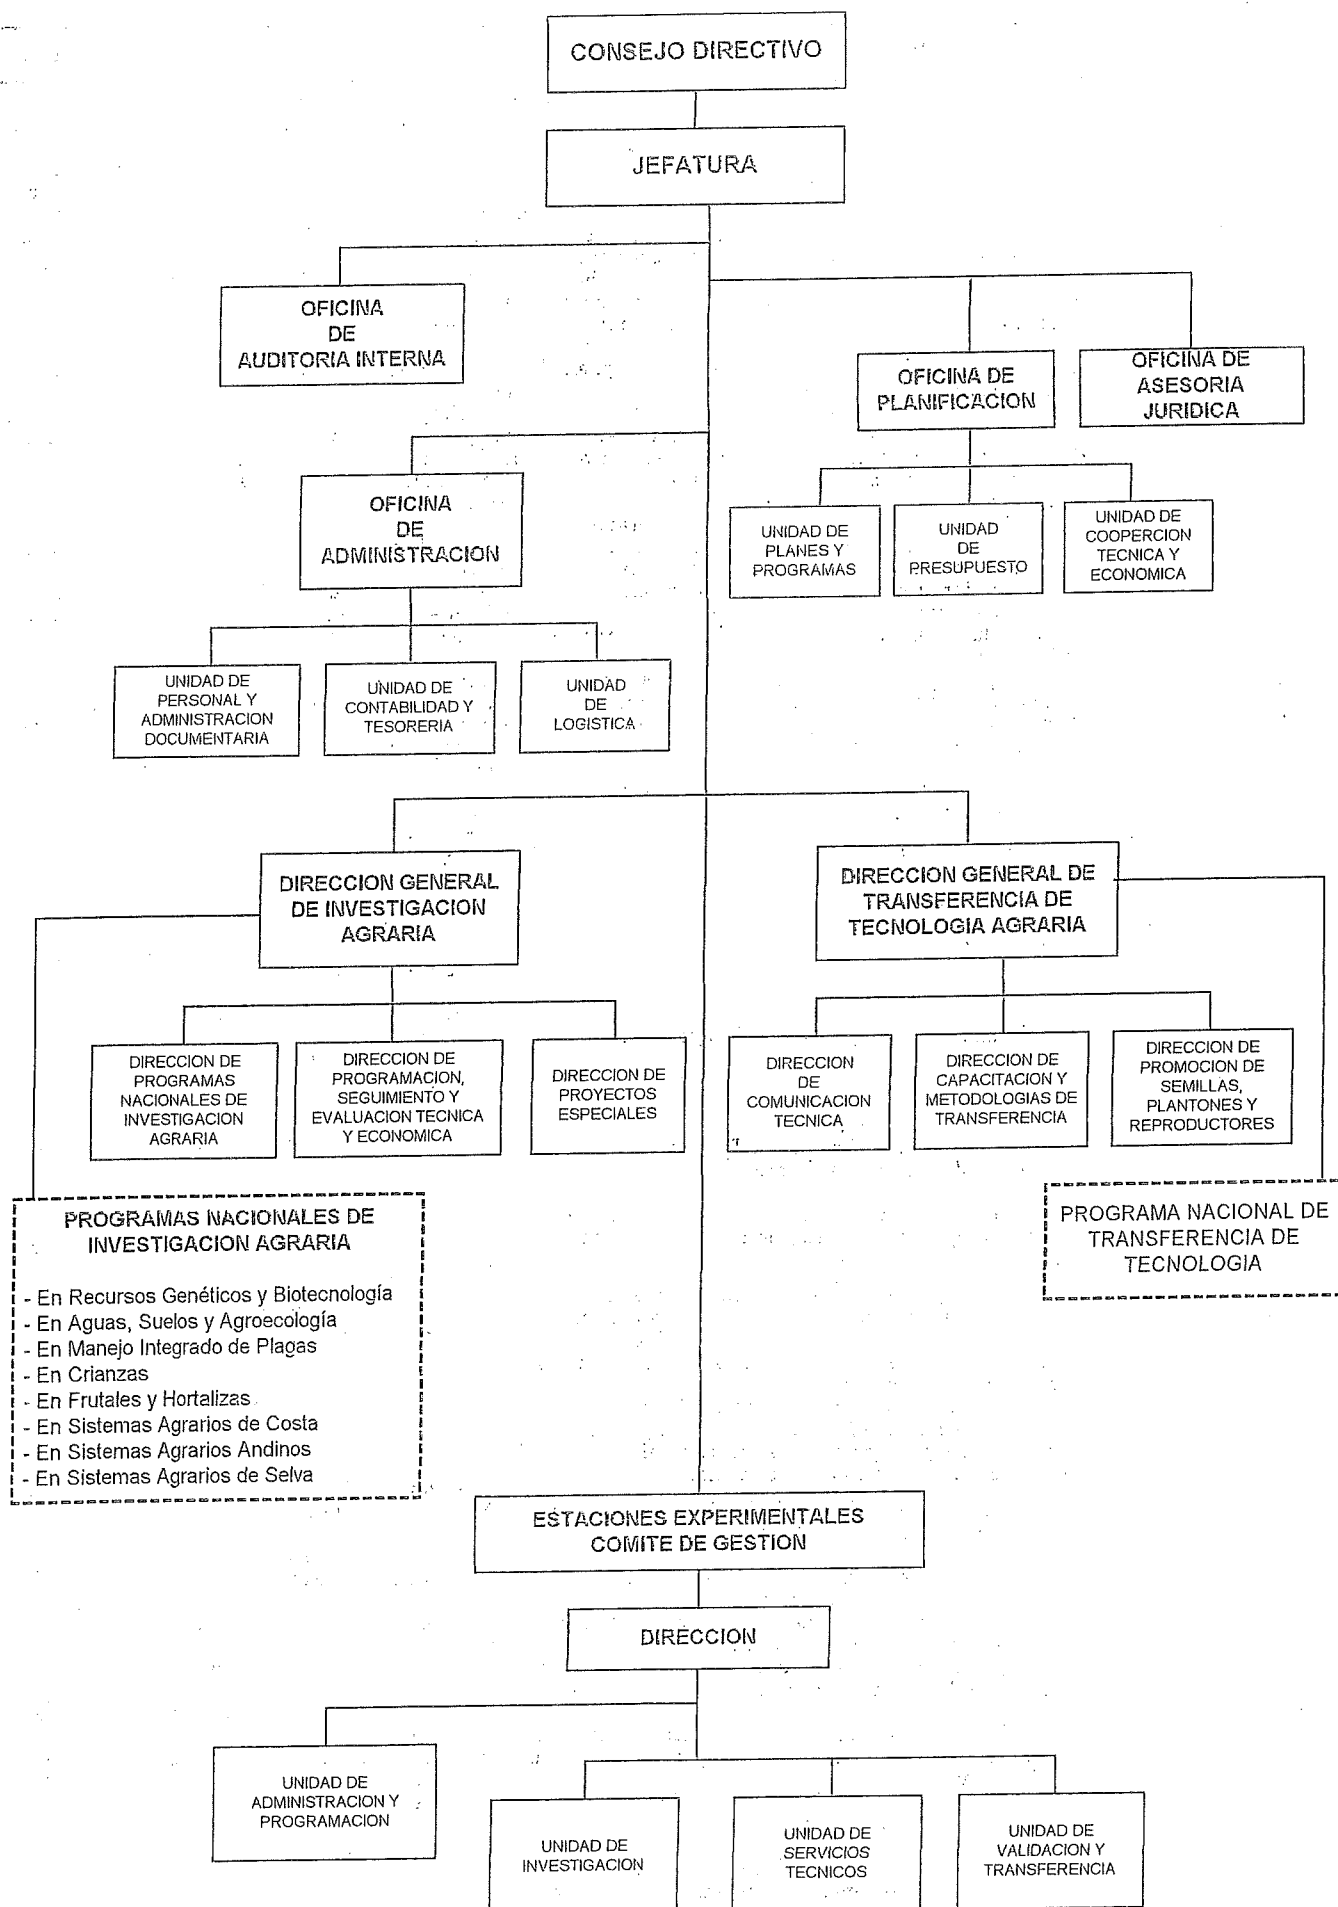 CONSEJO DIRECTIVO
JEFATURA
OFICINA
DE
AUDITORIA INTERNA
OFICINA DE
PLANIFICACION
OFICINA DE
ASESORIA
JURIDICA
OFICINA
DE
ADMINISTRACION
UNIDAD DE
PLANES Y
PROGRAMAS
UNIDAD
DE
PRESUPUESTO
UNIDAD DE
COOPERCION
TECNICA Y
ECONOMICA
UNIDAD DE
PERSONAL Y
ADMINISTRACION
DOCUMENTARIA
UNIDAD DE
CONTABILIDAD Y
TESORERIA
UNIDAD
DE
LOGISTICA
DIRECCION GENERAL
DE INVESTIGACION
AGRARIA
DIRECCION GENERAL DE
TRANSFERENCIA DE
TECNOLOGIA AGRARIA
DIRECCION DE
PROGRAMAS
NACIONALES DE
INVESTIGACION
AGRARIA
DIRECCION DE
PROGRAMACION,
SEGUIMIENTO Y
EVALUACION TECNICA
Y ECONOMICA
DIRECCION DE
PROYECTOS
ESPECIALES
DIRECCION
DE
COMUNICACION
TECNICA
DIRECCION DE
CAPACITACION Y
METODOLOGIAS DE
TRANSFERENCIA
DIRECCION DE
PROMOCION DE
SEMILLAS,
PLANTONES Y
REPRODUCTORES
PROGRAMAS NACIONALES DE
INVESTIGACION AGRARIA
- En Recursos Genéticos y Biotecnología
- En Aguas, Suelos y Agroecología
- En Manejo Integrado de Plagas
- En Crianzas
- En Frutales y Hortalizas
- En Sistemas Agrarios de Costa
- En Sistemas Agrarios Andinos
- En Sistemas Agrarios de Selva
PROGRAMA NACIONAL DE
TRANSFERENCIA DE
TECNOLOGIA
ESTACIONES EXPERIMENTALES
COMITE DE GESTION
DIRECCION
UNIDAD DE
ADMINISTRACION Y
PROGRAMACION
UNIDAD DE
INVESTIGACION
UNIDAD DE
SERVICIOS
TECNICOS
UNIDAD DE
VALIDACION Y
TRANSFERENCIA